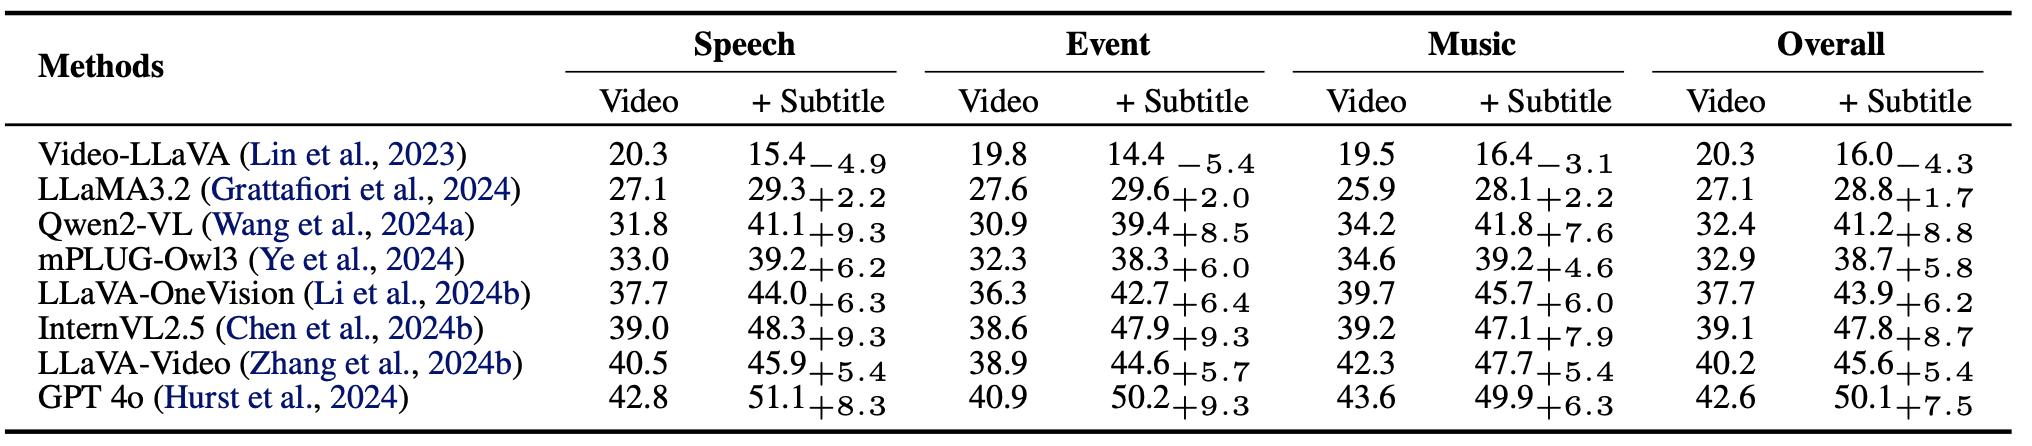 Methods Speech Event Music Overall
Video + Subtitle Video + Subtitle Video + Subtitle Video + Subtitle
Video-LLaVA (Lin et al., 2023) 20.3 15.4−4.9 19.8 14.4 −5.4 19.5 16.4−3.1 20.3 16.0−4.3
LLaMA3.2 (Grattafiori et al., 2024) 27.1 29.3+2.2 27.6 29.6+2.0 25.9 28.1+2.2 27.1 28.8+1.7
Qwen2-VL (Wang et al., 2024a) 31.8 41.1+9.3 30.9 39.4+8.5 34.2 41.8+7.6 32.4 41.2+8.8
mPLUG-Owl3 (Ye et al., 2024) 33.0 39.2+6.2 32.3 38.3+6.0 34.6 39.2+4.6 32.9 38.7+5.8
LLaVA-OneVision (Li et al., 2024b) 37.7 44.0+6.3 36.3 42.7+6.4 39.7 45.7+6.0 37.7 43.9+6.2
InternVL2.5 (Chen et al., 2024b) 39.0 48.3+9.3 38.6 47.9+9.3 39.2 47.1+7.9 39.1 47.8+8.7
LLaVA-Video (Zhang et al., 2024b) 40.5 45.9+5.4 38.9 44.6+5.7 42.3 47.7+5.4 40.2 45.6+5.4
GPT 4o (Hurst et al., 2024) 42.8 51.1+8.3 40.9 50.2+9.3 43.6 49.9+6.3 42.6 50.1+7.5